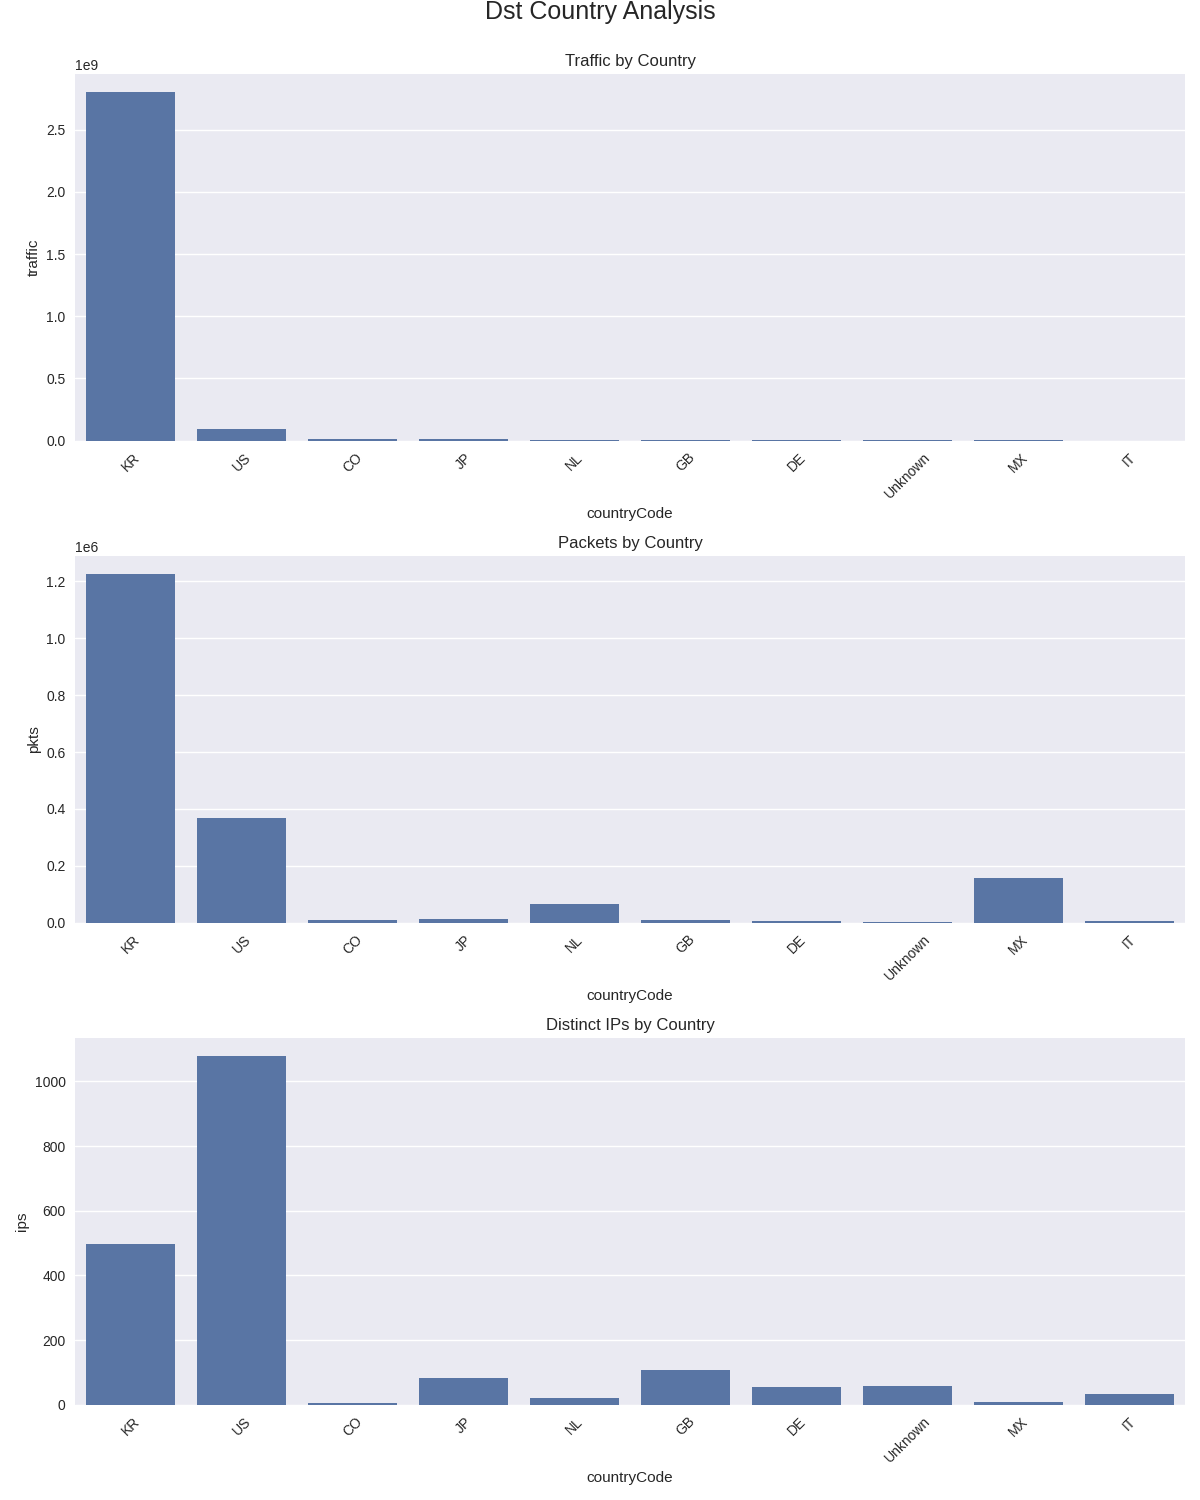 Dst Country Analysis
Traffic by Country
1e9
2.5
2.0
1.5
1.0
0.5
0.0
traffic
KR US CO JP NL GB DE Unknown MX IT
countryCode
Packets by Country
1e6
1.2
1.0
0.8
0.6
0.4
0.2
0.0
pkts
KR US CO JP NL GB DE Unknown MX IT
countryCode
Distinct IPs by Country
1000
800
600
400
200
0
ips
KR US CO JP NL GB DE Unknown MX IT
countryCode